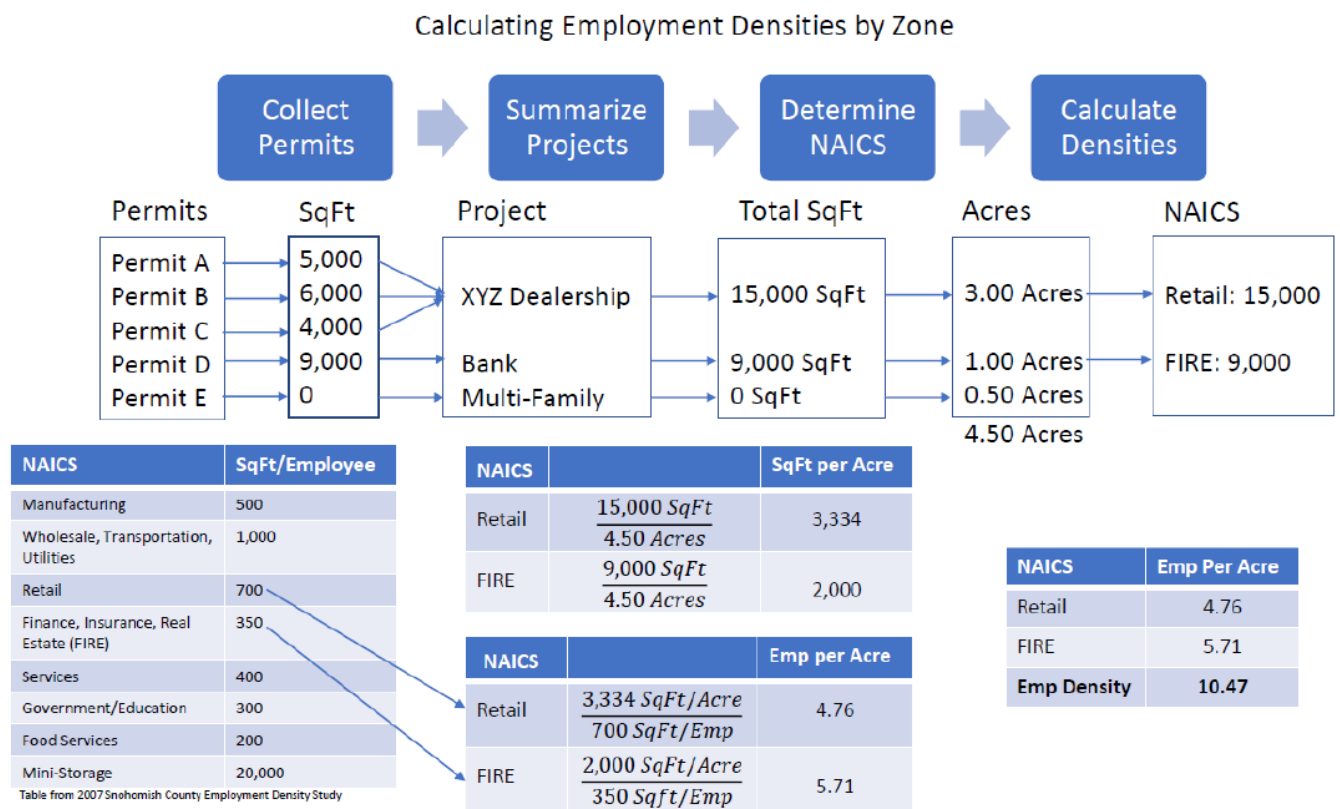 Calculating Employment Densities by Zone
Collect
Permits
Summarize
Projects
Determine
NAICS
Calculate
Densities
Permits
SqFt
Project
Total SqFt
Acres
NAICS
Permit A
5,000
Permit B
6,000
XYZ Dealership
15,000 SqFt
3.00 Acres
Retail: 15,000
Permit C
4,000
Permit D
9,000
Bank
9,000 SqFt
1.00 Acres
FIRE: 9,000
Permit E
0
Multi-Family
0 SqFt
0.50 Acres
4.50 Acres
NAICS
SqFt/Employee
Manufacturing
500
Wholesale, Transportation,
Utilities
1,000
Retail
700
Finance, Insurance, Real
Estate (FIRE)
350
Services
400
Government/Education
300
Food Services
200
Mini-Storage
20,000
Table from 2007 Snohomish County Employment Density Study
NAICS
SqFt per Acre
Retail
15,000 SqFt
4.50 Acres
3,334
FIRE
9,000 SqFt
4.50 Acres
2,000
NAICS
Emp per Acre
Retail
3,334 SqFt/Acre
700 SqFt/Emp
4.76
FIRE
2,000 SqFt/Acre
350 Sqft/Emp
5.71
NAICS
Emp Per Acre
Retail
4.76
FIRE
5.71
Emp Density
10.47